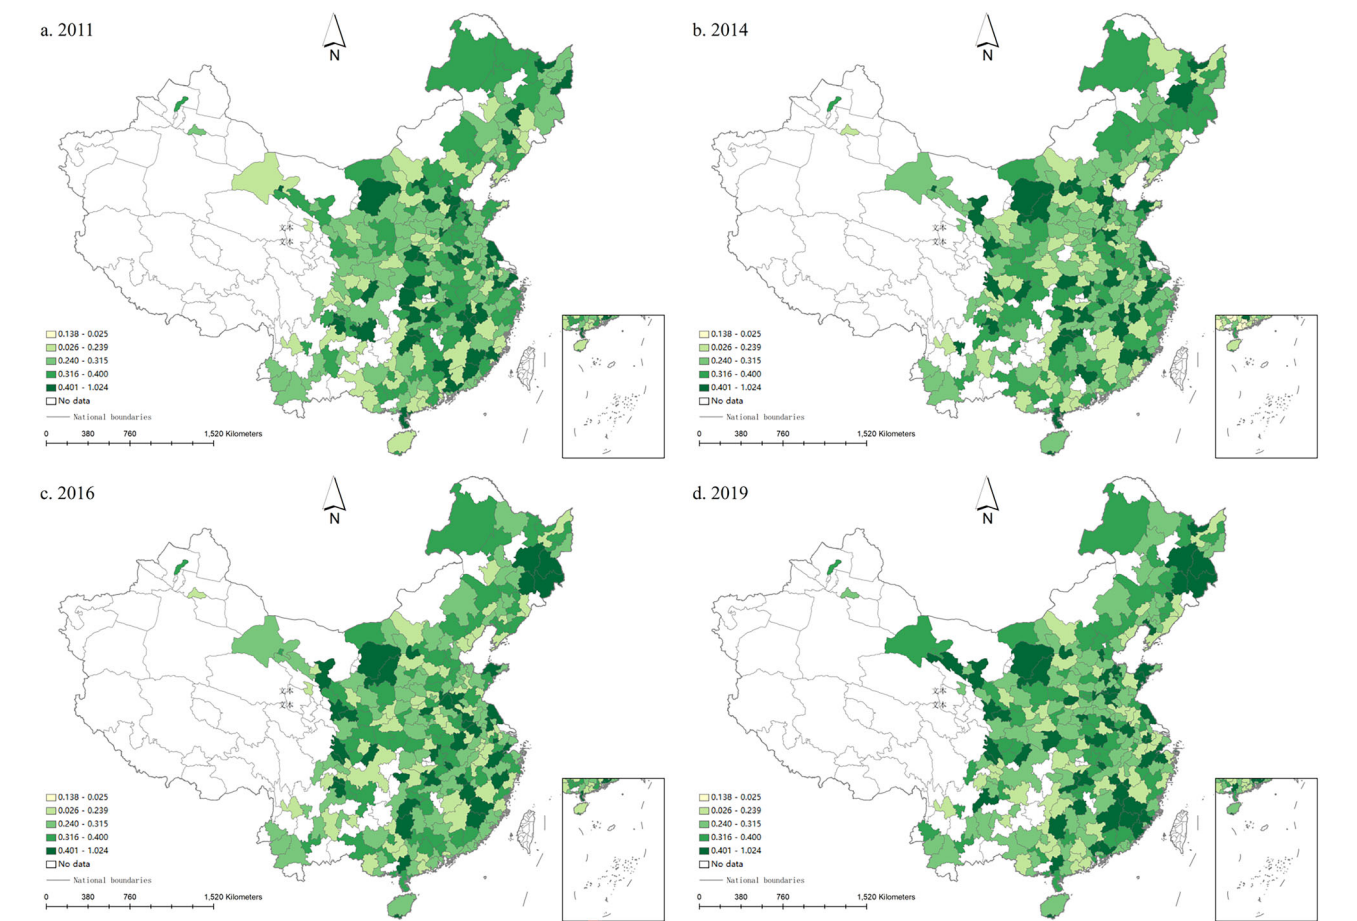 a. 2011
N
文本
文本
0.138 - 0.025
0.026 - 0.239
0.240 - 0.315
0.316 - 0.400
0.401 - 1.024
No data
National boundaries
0 380 760 1,520 Kilometers
b. 2014
N
文本
文本
0.138 - 0.025
0.026 - 0.239
0.240 - 0.315
0.316 - 0.400
0.401 - 1.024
No data
National boundaries
0 380 760 1,520 Kilometers
c. 2016
N
文本
文本
0.138 - 0.025
0.026 - 0.239
0.240 - 0.315
0.316 - 0.400
0.401 - 1.024
No data
National boundaries
0 380 760 1,520 Kilometers
d. 2019
N
文本
文本
0.138 - 0.025
0.026 - 0.239
0.240 - 0.315
0.316 - 0.400
0.401 - 1.024
No data
National boundaries
0 380 760 1,520 Kilometers